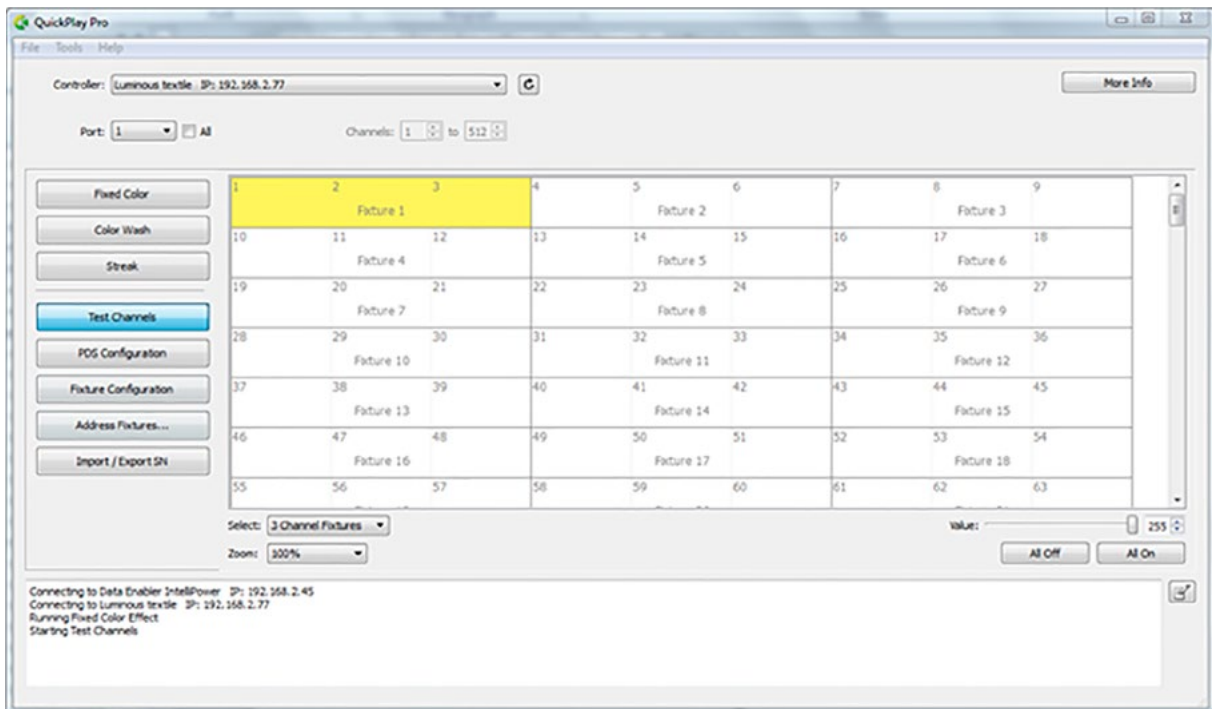 QuickPlay Pro
File Tools Help
Controller: Luminous textile IP: 192.168.2.77
More Info
Port: 1 All Channels: 1 to 512
Fixed Color
Color Wash
Streak
Test Channels
PDS Configuration
Fixture Configuration
Address Fixtures...
Import / Export SN
1 2 3 4 5 6 7 8 9
Fixture 1 Fixture 2 Fixture 3
10 11 12 13 14 15 16 17 18
Fixture 4 Fixture 5 Fixture 6
19 20 21 22 23 24 25 26 27
Fixture 7 Fixture 8 Fixture 9
28 29 30 31 32 33 34 35 36
Fixture 10 Fixture 11 Fixture 12
37 38 39 40 41 42 43 44 45
Fixture 13 Fixture 14 Fixture 15
46 47 48 49 50 51 52 53 54
Fixture 16 Fixture 17 Fixture 18
55 56 57 58 59 60 61 62 63
Select: 3 Channel Fixtures Value: 255
Zoom: 100% All Off All On
Connecting to Data Enabler IntelliPower IP: 192.168.2.45
Connecting to Luminous textile IP: 192.168.2.77
Running Fixed Color Effect
Starting Test Channels